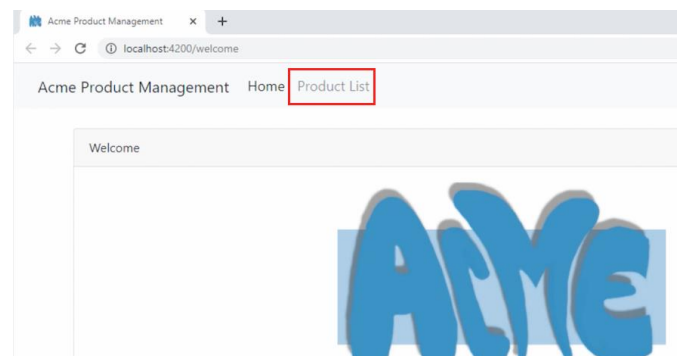 Acme Product Management
localhost:4200/welcome
Acme Product Management Home Product List
Welcome
ACME